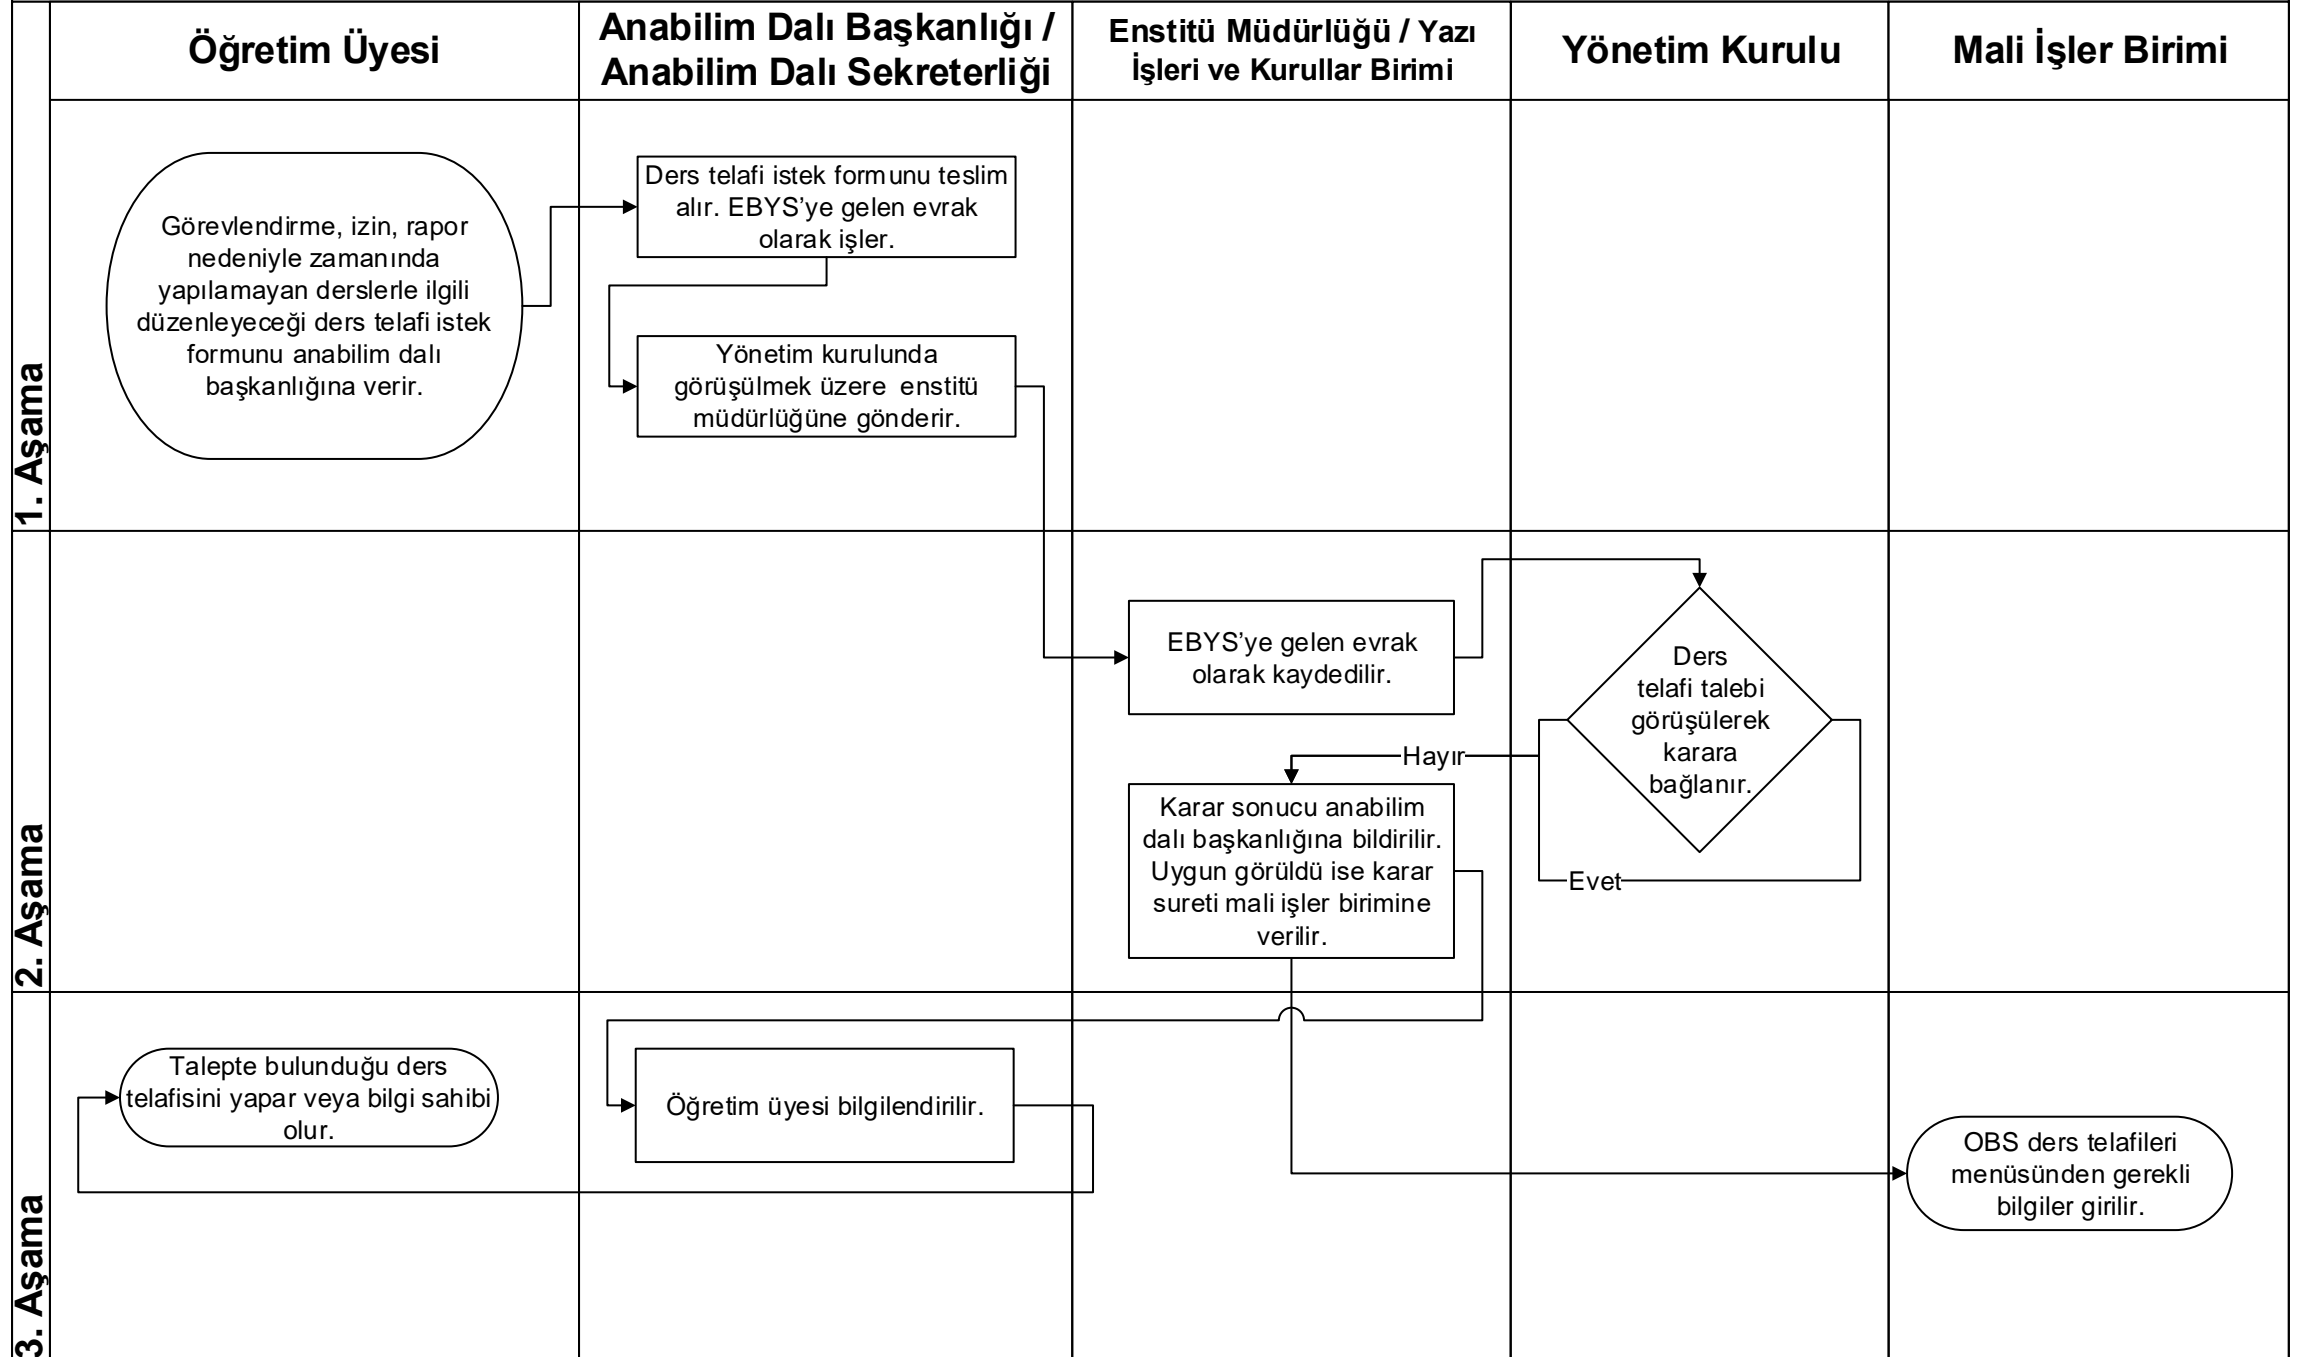 Öğretim Üyesi
Anabilim Dalı Başkanlığı /
Anabilim Dalı Sekreterliği
Enstitü Müdürlüğü / Yazı
İşleri ve Kurullar Birimi
Yönetim Kurulu
Mali İşler Birimi
1. Aşama
Görevlendirme, izin, rapor
nedeniyle zamanında
yapılamayan derslerle ilgili
düzenleyeceği ders telafi istek
formunu anabilim dalı
başkanlığına verir.
Ders telafi istek formunu teslim
alır. EBYS’ye gelen evrak
olarak işler.
Yönetim kurulunda
görüşülmek üzere  enstitü
müdürlüğüne gönderir.
2. Aşama
EBYS’ye gelen evrak
olarak kaydedilir.
Ders
telafi talebi
görüşülerek
karara
bağlanır.
Hayır
Evet
Karar sonucu anabilim
dalı başkanlığına bildirilir.
Uygun görüldü ise karar
sureti mali işler birimine
verilir.
3. Aşama
Talepte bulunduğu ders
telafisini yapar veya bilgi sahibi
olur.
Öğretim üyesi bilgilendirilir.
OBS ders telafileri
menüsünden gerekli
bilgiler girilir.